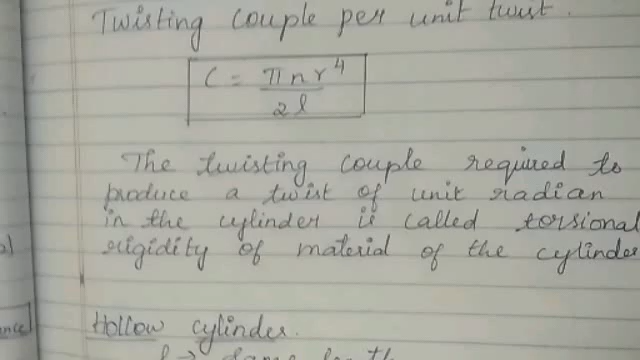 Twisting couple per unit twist.
C = πnr⁴
2l
The twisting couple required to
produce a twist of unit radian
in the cylinder is called torsional
rigidity of material of the cylinder
Hollow cylinder.